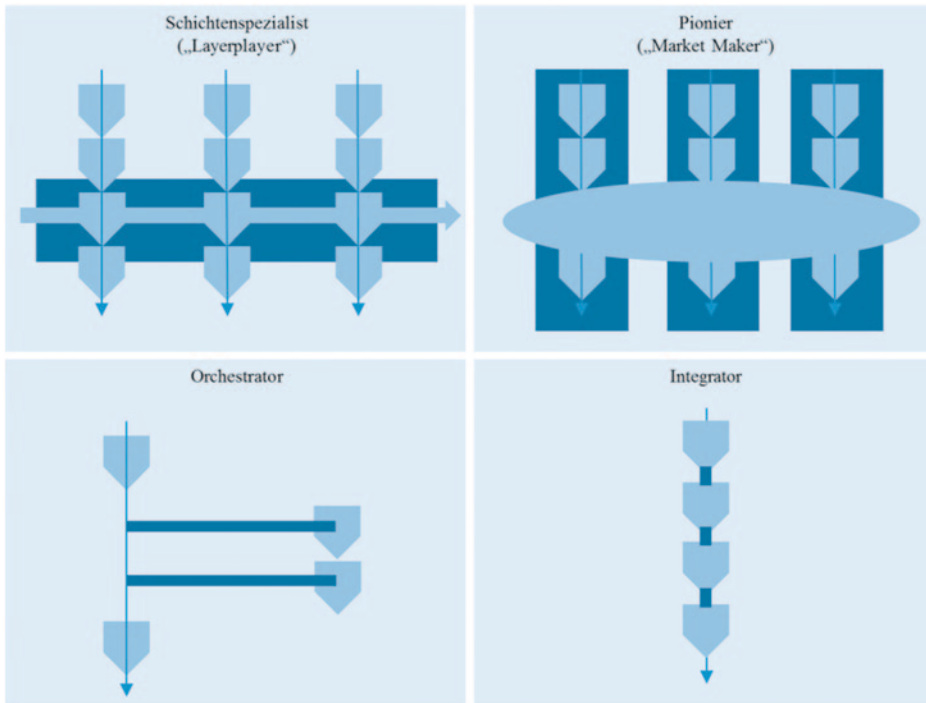 Schichtenspezialist
(„Layerplayer“)
Pionier
(„Market Maker“)
Orchestrator
Integrator